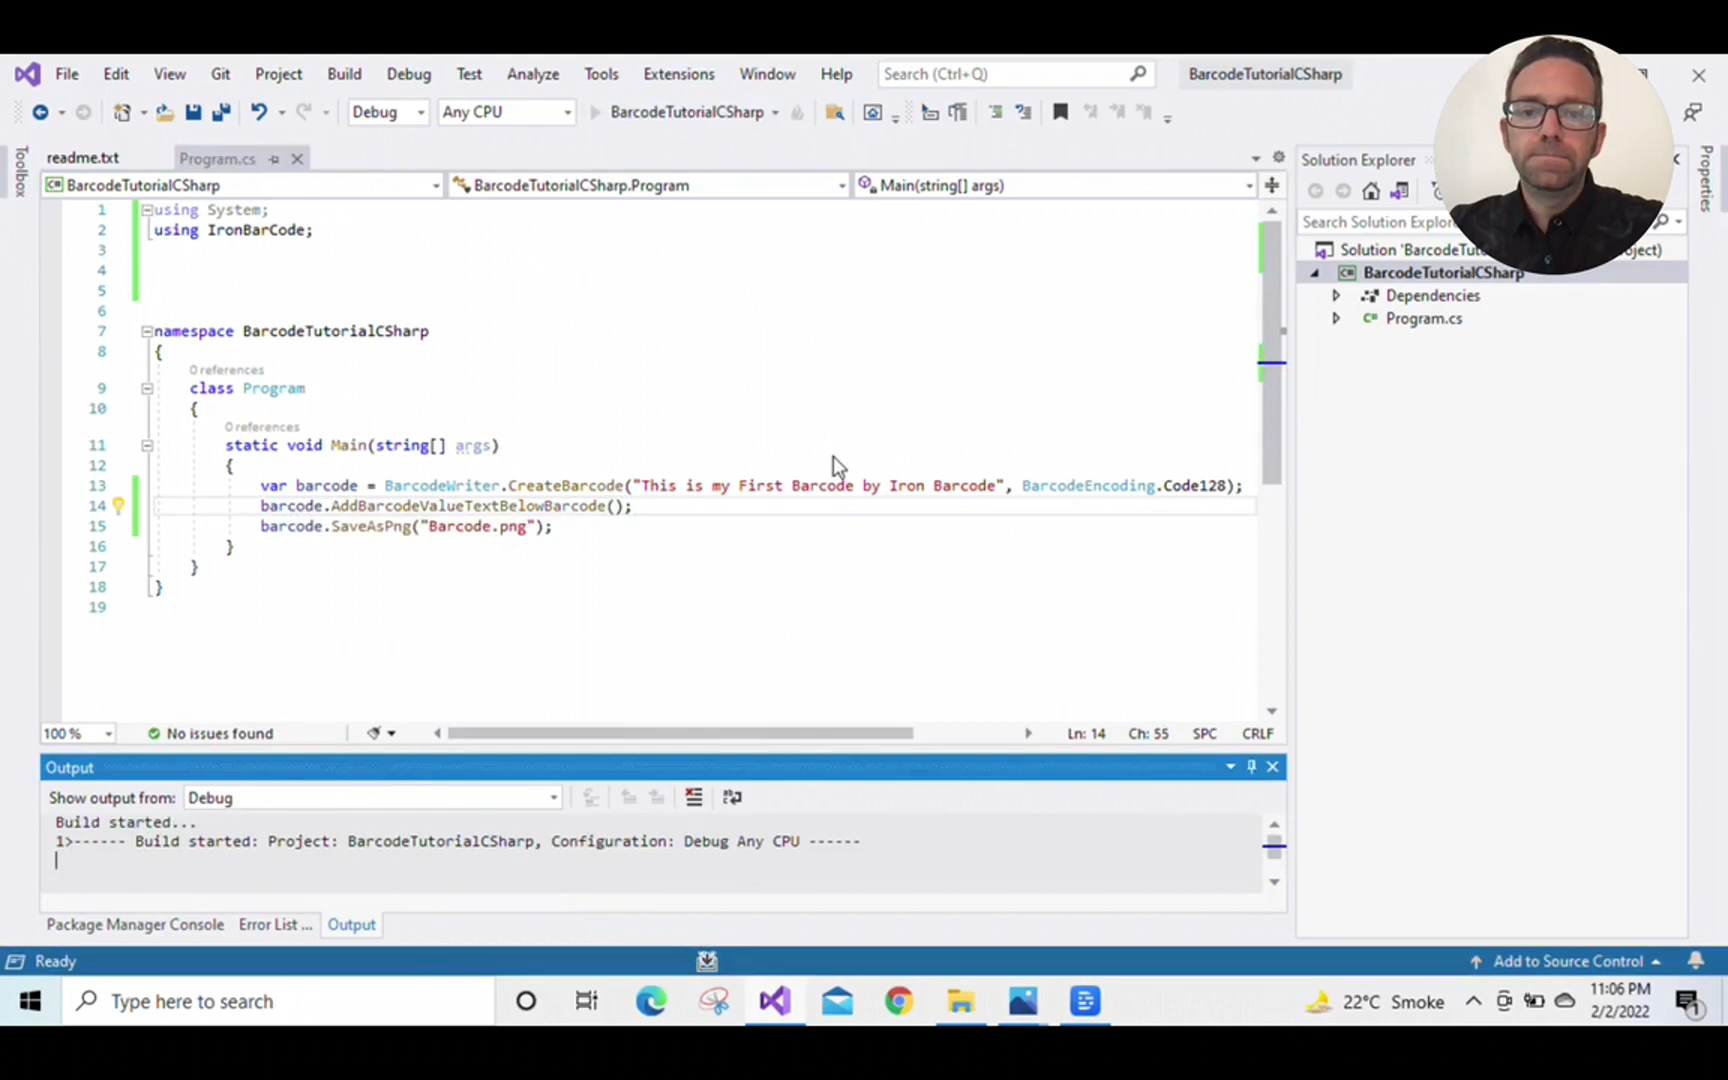 File Edit View Git Project Build Debug Test Analyze Tools Extensions Window Help Search (Ctrl+Q) BarcodeTutorialCSharp
Debug Any CPU BarcodeTutorialCSharp
Toolbox
readme.txt Program.cs
BarcodeTutorialCSharp BarcodeTutorialCSharp.Program Main(string[] args)
1 using System;
2 using IronBarCode;
3
4
5
6
7 namespace BarcodeTutorialCSharp
8 {
0 references
9 class Program
10 {
0 references
11 static void Main(string[] args)
12 {
13 var barcode = BarcodeWriter.CreateBarcode("This is my First Barcode by Iron Barcode", BarcodeEncoding.Code128);
14 barcode.AddBarcodeValueTextBelowBarcode();
15 barcode.SaveAsPng("Barcode.png");
16 }
17 }
18 }
19
100 % No issues found Ln: 14 Ch: 55 SPC CRLF
Output
Show output from: Debug
Build started...
1>------ Build started: Project: BarcodeTutorialCSharp, Configuration: Debug Any CPU ------
Package Manager Console Error List ... Output
Solution Explorer
Search Solution Explor
Solution 'BarcodeTu ject)
BarcodeTutorialCSharp
Dependencies
C# Program.cs
Properties
Ready Add to Source Control
Type here to search 22°C Smoke 11:06 PM
2/2/2022
1